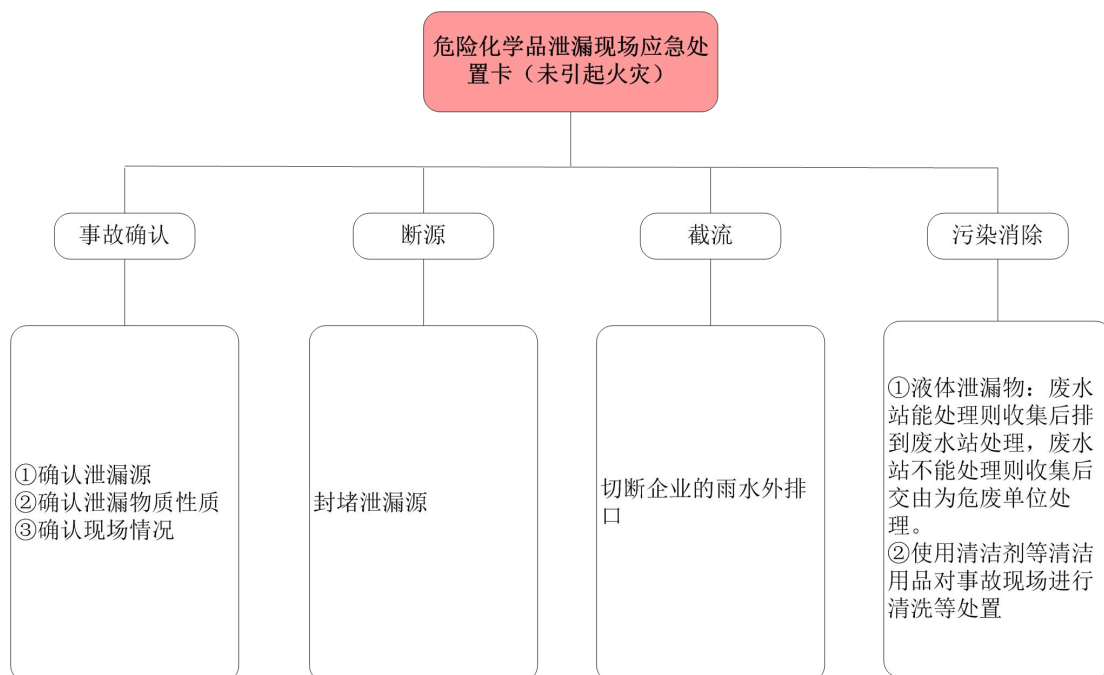 危险化学品泄漏现场应急处
置卡（未引起火灾）
事故确认
断源
截流
污染消除
①确认泄漏源
②确认泄漏物质性质
③确认现场情况
封堵泄漏源
切断企业的雨水外排
口
①液体泄漏物：废水
站能处理则收集后排
到废水站处理，废水
站不能处理则收集后
交由为危废单位处
理。
②使用清洁剂等清洁
用品对事故现场进行
清洗等处置